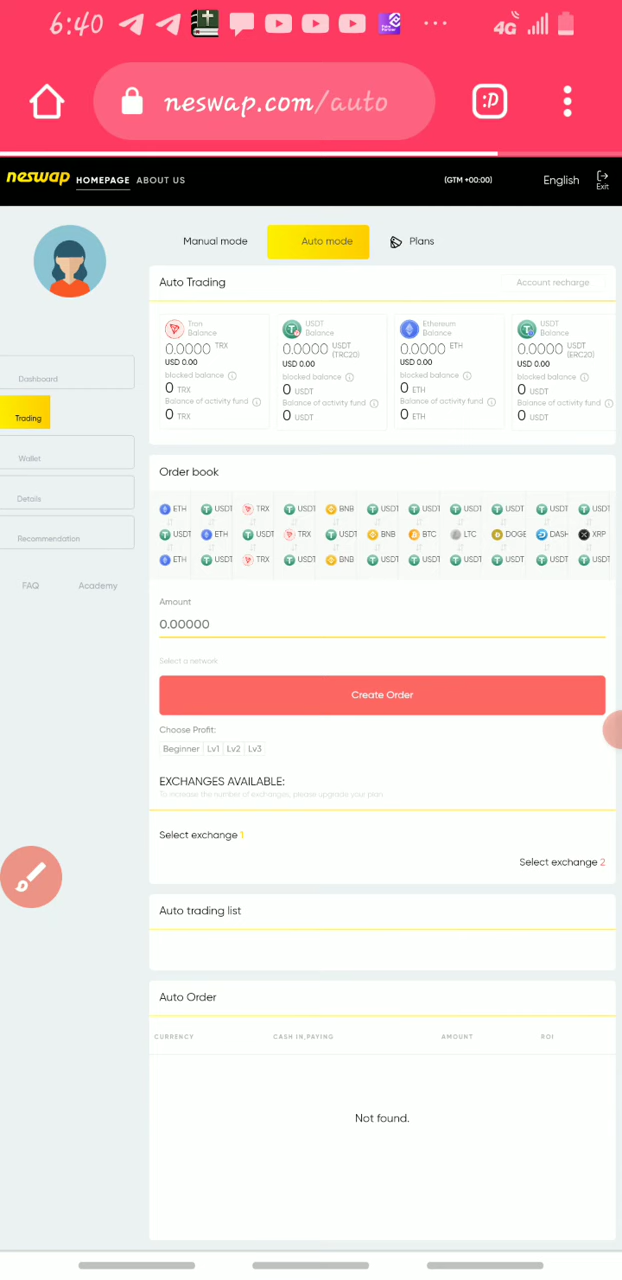 6:40
4G
neswap.com/auto
:D
neswap HOMEPAGE ABOUT US (GTM +00:00) English Exit
Manual mode Auto mode Plans
Auto Trading Account recharge
Tron Balance
0.0000 TRX
USD 0.00
blocked balance
0 TRX
Balance of activity fund
0 TRX
USDT Balance
0.0000 USDT (TRC20)
USD 0.00
blocked balance
0 USDT
Balance of activity fund
0 USDT
Ethereum Balance
0.0000 ETH
USD 0.00
blocked balance
0 ETH
Balance of activity fund
0 ETH
USDT Balance
0.0000 USDT (ERC20)
USD 0.00
blocked balance
0 USDT
Balance of activity fund
0 USDT
Dashboard
Trading
Wallet
Details
Recommendation
FAQ Academy
Order book
ETH USDT TRX USDT BNB USDT USDT USDT USDT USDT USDT
USDT ETH USDT TRX USDT BNB BTC LTC DOGE DASH XRP
ETH USDT TRX USDT BNB USDT USDT USDT USDT USDT USDT
Amount
0.00000
Select a network
Create Order
Choose Profit:
Beginner Lv1 Lv2 Lv3
EXCHANGES AVAILABLE:
To increase the number of exchanges, please upgrade your plan
Select exchange 1
Select exchange 2
Auto trading list
Auto Order
CURRENCY CASH IN,PAYING AMOUNT ROI
Not found.